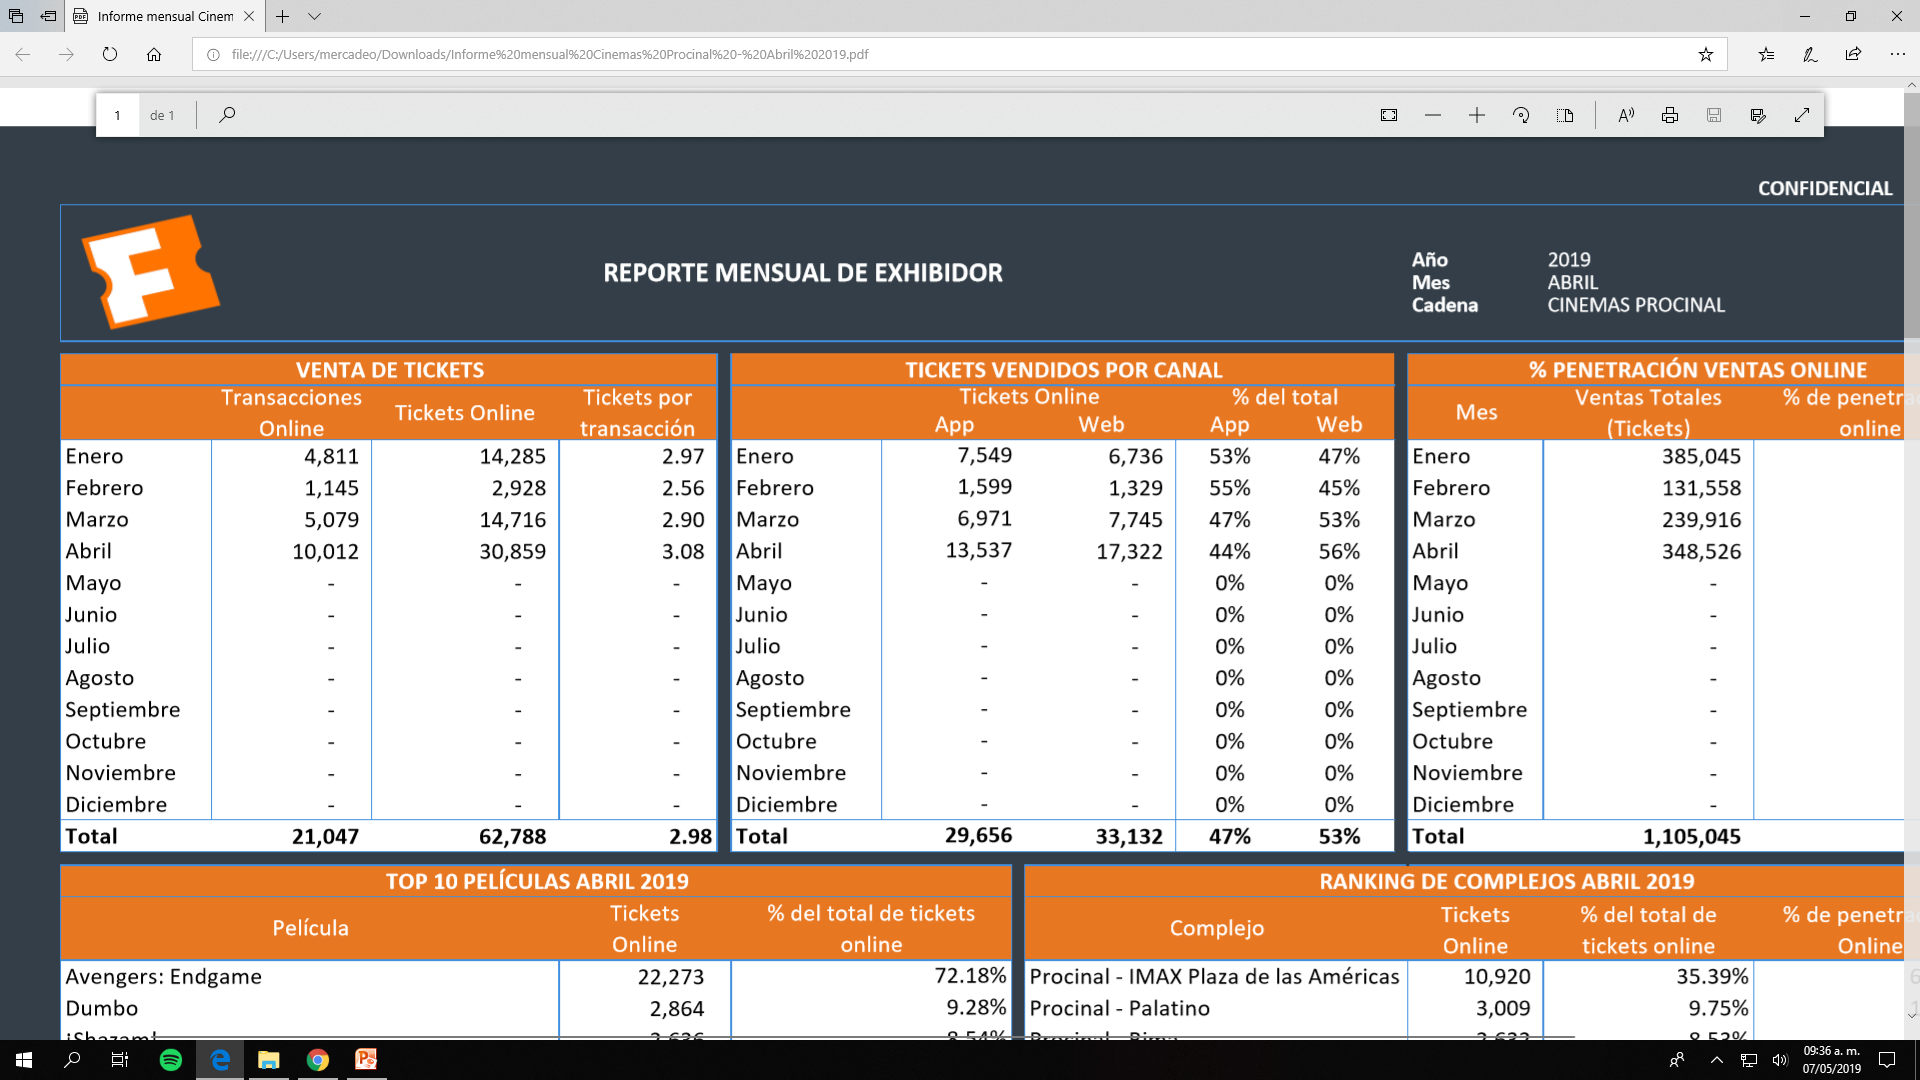 Informe mensual Cinem
file:///C:/Users/mercadeo/Downloads/Informe%20mensual%20Cinemas%20Procinal%20-%20Abril%202019.pdf
1 de 1
CONFIDENCIAL
F
REPORTE MENSUAL DE EXHIBIDOR
Año 2019
Mes ABRIL
Cadena CINEMAS PROCINAL
VENTA DE TICKETS
Transacciones Online Tickets Online Tickets por transacción
Enero 4,811 14,285 2.97
Febrero 1,145 2,928 2.56
Marzo 5,079 14,716 2.90
Abril 10,012 30,859 3.08
Mayo - - -
Junio - - -
Julio - - -
Agosto - - -
Septiembre - - -
Octubre - - -
Noviembre - - -
Diciembre - - -
Total 21,047 62,788 2.98
TICKETS VENDIDOS POR CANAL
Tickets Online % del total
App Web App Web
Enero 7,549 6,736 53% 47%
Febrero 1,599 1,329 55% 45%
Marzo 6,971 7,745 47% 53%
Abril 13,537 17,322 44% 56%
Mayo - - 0% 0%
Junio - - 0% 0%
Julio - - 0% 0%
Agosto - - 0% 0%
Septiembre - - 0% 0%
Octubre - - 0% 0%
Noviembre - - 0% 0%
Diciembre - - 0% 0%
Total 29,656 33,132 47% 53%
% PENETRACIÓN VENTAS ONLINE
Mes Ventas Totales (Tickets) % de penetra online
Enero 385,045
Febrero 131,558
Marzo 239,916
Abril 348,526
Mayo -
Junio -
Julio -
Agosto -
Septiembre -
Octubre -
Noviembre -
Diciembre -
Total 1,105,045
TOP 10 PELÍCULAS ABRIL 2019
Película Tickets Online % del total de tickets online
Avengers: Endgame 22,273 72.18%
Dumbo 2,864 9.28%
¡Shazam!
RANKING DE COMPLEJOS ABRIL 2019
Complejo Tickets Online % del total de tickets online % de penetra Online
Procinal - IMAX Plaza de las Américas 10,920 35.39%
Procinal - Palatino 3,009 9.75%
09:36 a. m.
07/05/2019